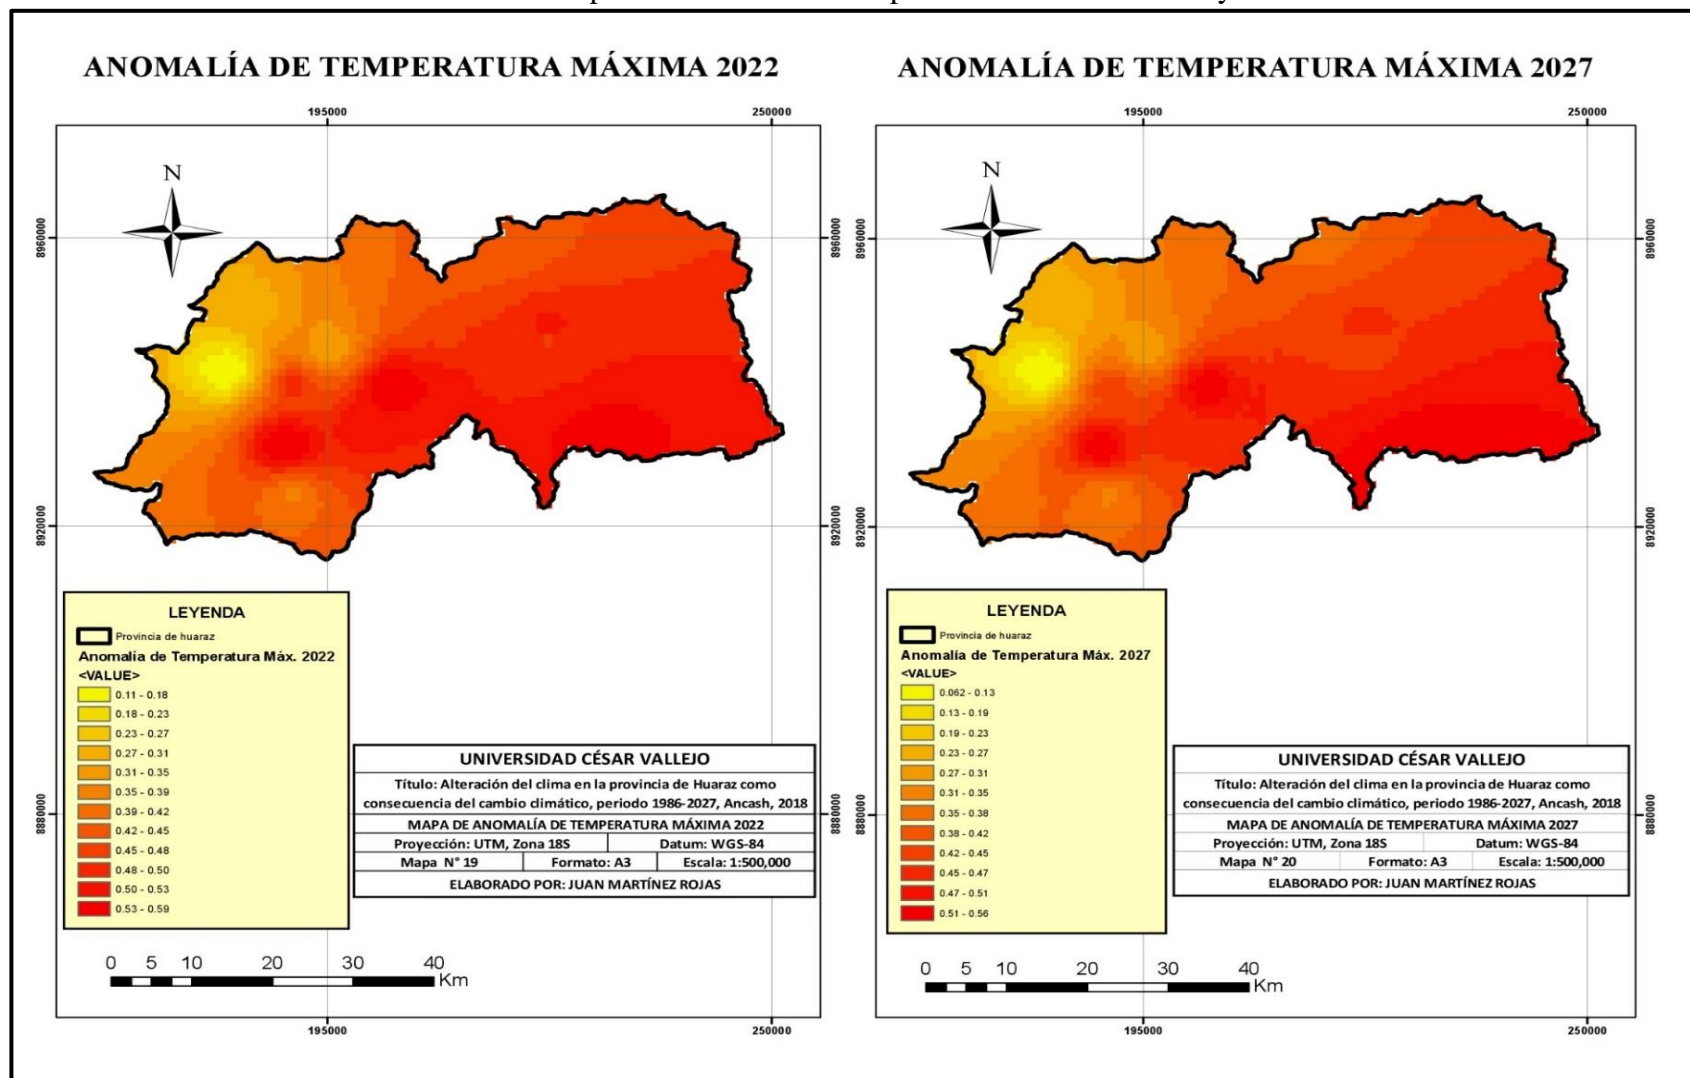 ANOMALÍA DE TEMPERATURA MÁXIMA 2022
195000
250000
N
8960000
8960000
8920000
8920000
8880000
LEYENDA
Provincia de huaraz
Anomalía de Temperatura Máx. 2022
<VALUE>
0.11 - 0.18
0.18 - 0.23
0.23 - 0.27
0.27 - 0.31
0.31 - 0.35
0.35 - 0.39
0.39 - 0.42
0.42 - 0.45
0.45 - 0.48
0.48 - 0.50
0.50 - 0.53
0.53 - 0.59
UNIVERSIDAD CÉSAR VALLEJO
Título: Alteración del clima en la provincia de Huaraz como
consecuencia del cambio climático, periodo 1986-2027, Ancash, 2018
MAPA DE ANOMALÍA DE TEMPERATURA MÁXIMA 2022
Proyección: UTM, Zona 18S Datum: WGS-84
Mapa N° 19 Formato: A3 Escala: 1:500,000
ELABORADO POR: JUAN MARTÍNEZ ROJAS
0 5 10 20 30 40
Km
195000
250000
ANOMALÍA DE TEMPERATURA MÁXIMA 2027
195000
250000
N
8960000
8960000
8920000
8920000
8880000
8880000
LEYENDA
Provincia de huaraz
Anomalía de Temperatura Máx. 2027
<VALUE>
0.062 - 0.13
0.13 - 0.19
0.19 - 0.23
0.23 - 0.27
0.27 - 0.31
0.31 - 0.35
0.35 - 0.38
0.38 - 0.42
0.42 - 0.45
0.45 - 0.47
0.47 - 0.51
0.51 - 0.56
UNIVERSIDAD CÉSAR VALLEJO
Título: Alteración del clima en la provincia de Huaraz como
consecuencia del cambio climático, periodo 1986-2027, Ancash, 2018
MAPA DE ANOMALÍA DE TEMPERATURA MÁXIMA 2027
Proyección: UTM, Zona 18S Datum: WGS-84
Mapa N° 20 Formato: A3 Escala: 1:500,000
ELABORADO POR: JUAN MARTÍNEZ ROJAS
0 5 10 20 30 40
Km
195000
250000